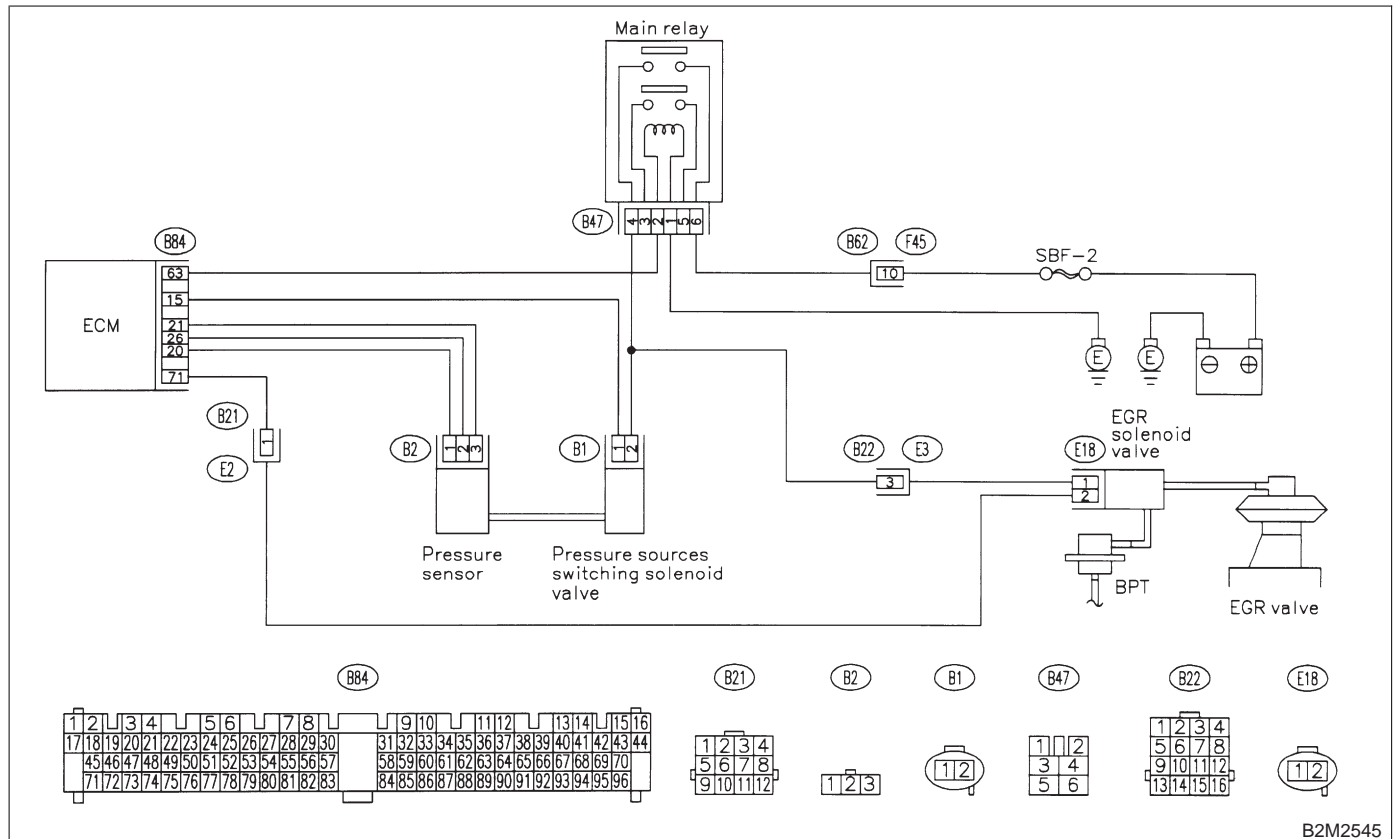 Main relay
B47
4 3 2 1 5 6
B84
B62 F45
SBF-2
63
10
15
ECM
21
26
20
71
E E
⊖ ⊕
B21
1
E2
B2
1 2 3
B1
1 2
B22 E3
3
EGR
solenoid
valve
E18
1
2
Pressure
sensor
Pressure sources
switching solenoid
valve
BPT
EGR valve
B84
1 2 3 4 5 6 7 8 9 10 11 12 13 14 15 16
17 18 19 20 21 22 23 24 25 26 27 28 29 30 31 32 33 34 35 36 37 38 39 40 41 42 43 44
45 46 47 48 49 50 51 52 53 54 55 56 57 58 59 60 61 62 63 64 65 66 67 68 69 70
71 72 73 74 75 76 77 78 79 80 81 82 83 84 85 86 87 88 89 90 91 92 93 94 95 96
B21
1 2 3 4
5 6 7 8
9 10 11 12
B2
1 2 3
B1
1 2
B47
1 2
3 4
5 6
B22
1 2 3 4
5 6 7 8
9 10 11 12
13 14 15 16
E18
1 2
B2M2545